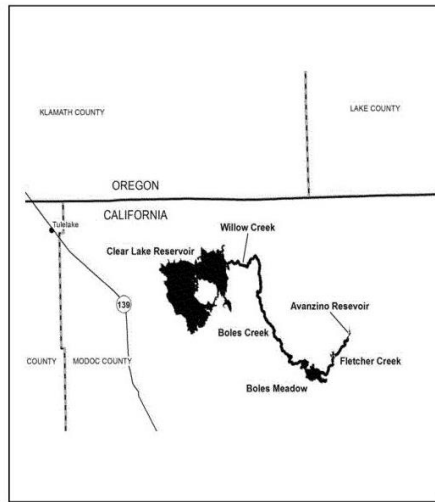 KLAMATH COUNTY
LAKE COUNTY
OREGON
CALIFORNIA
Tulelake
Willow Creek
Clear Lake Reservoir
139
Avanzino Resevoir
Boles Creek
Fletcher Creek
COUNTY
MODOC COUNTY
Boles Meadow